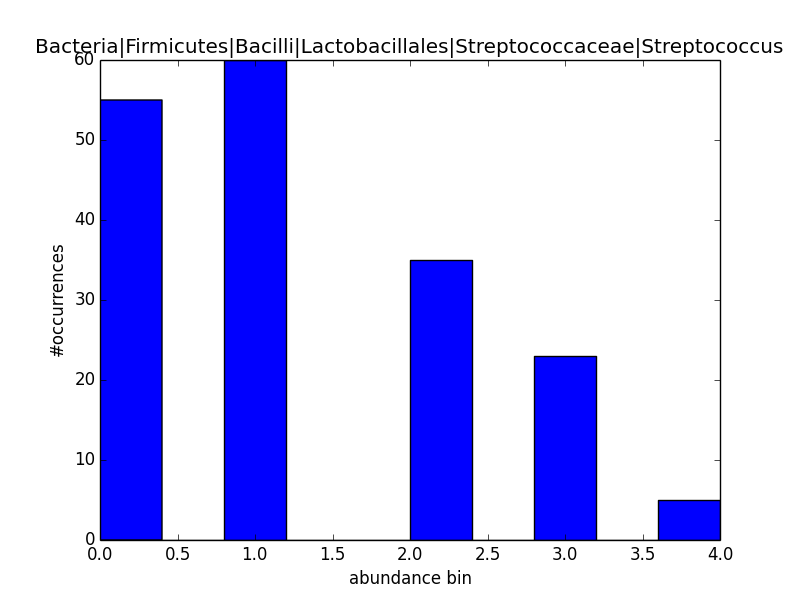 Bacteria|Firmicutes|Bacilli|Lactobacillales|Streptococcaceae|Streptococcus
60
50
40
30
20
10
0
#occurrences
0.0 0.5 1.0 1.5 2.0 2.5 3.0 3.5 4.0
abundance bin